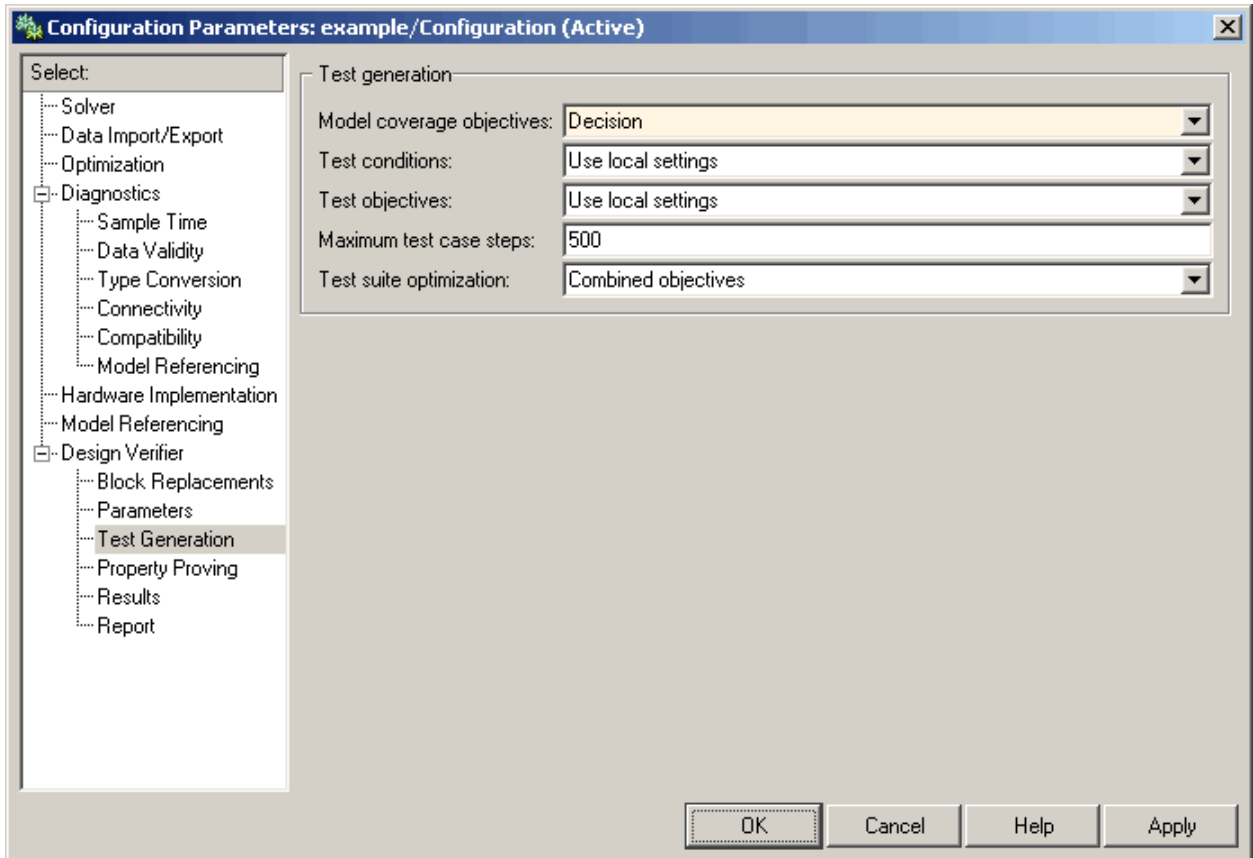 Configuration Parameters: example/Configuration (Active)
Select:
Solver
Data Import/Export
Optimization
Diagnostics
Sample Time
Data Validity
Type Conversion
Connectivity
Compatibility
Model Referencing
Hardware Implementation
Model Referencing
Design Verifier
Block Replacements
Parameters
Test Generation
Property Proving
Results
Report
Test generation
Model coverage objectives: Decision
Test conditions: Use local settings
Test objectives: Use local settings
Maximum test case steps: 500
Test suite optimization: Combined objectives
OK Cancel Help Apply